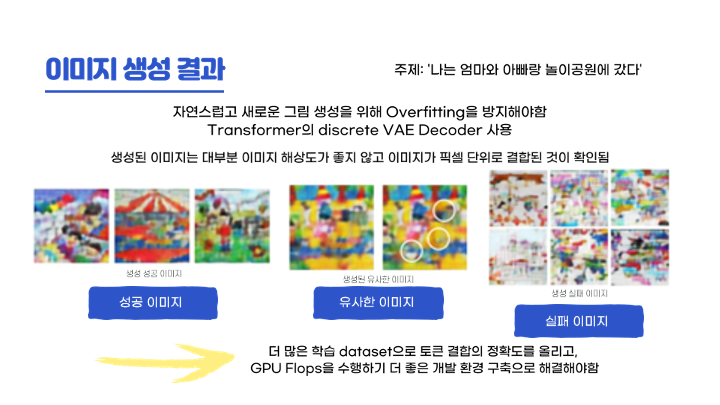 이미지 생성 결과
주제: '나는 엄마와 아빠랑 놀이공원에 갔다'
자연스럽고 새로운 그림 생성을 위해 Overfitting을 방지해야함
Transformer의 discrete VAE Decoder 사용
생성된 이미지는 대부분 이미지 해상도가 좋지 않고 이미지가 픽셀 단위로 결합된 것이 확인됨
생성 성공 이미지
성공 이미지
생성된 유사한 이미지
유사한 이미지
생성 실패 이미지
실패 이미지
더 많은 학습 dataset으로 토큰 결합의 정확도를 올리고,
GPU Flops을 수행하기 더 좋은 개발 환경 구축으로 해결해야함